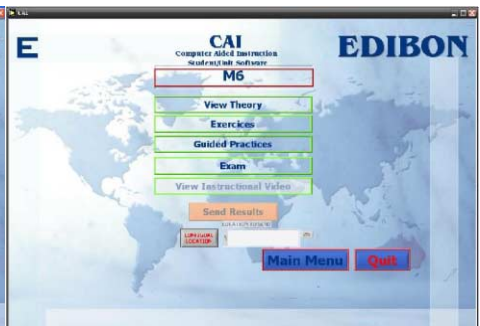 CAI
E
CAI
EDIBON
Computer Aided Instruction
Student/Unit Software
M6
View Theory
Exercices
Guided Practices
Exam
View Instructional Video
Send Results
LOCATION
Main Menu
Quit